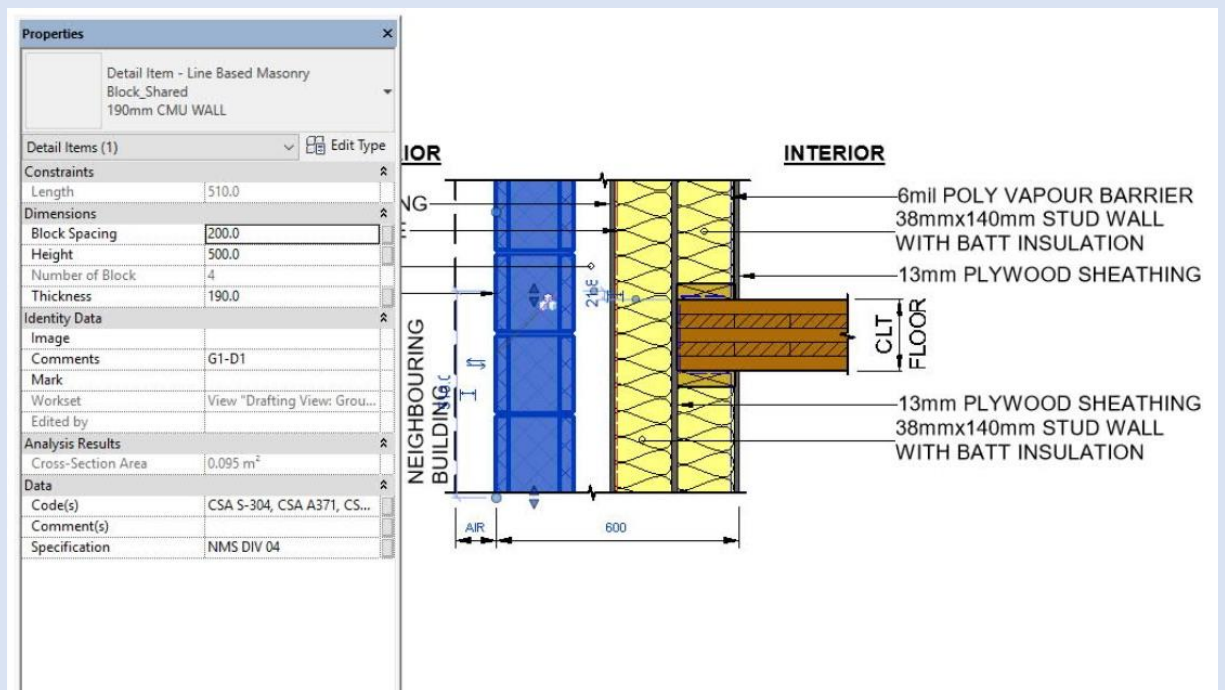 Properties
Detail Item - Line Based Masonry
Block_Shared
190mm CMU WALL
Detail Items (1)
Edit Type
Constraints
Length 510.0
Dimensions
Block Spacing 200.0
Height 500.0
Number of Block 4
Thickness 190.0
Identity Data
Image
Comments G1-D1
Mark
Workset View "Drafting View: Grou...
Edited by
Analysis Results
Cross-Section Area 0.095 m²
Data
Code(s) CSA S-304, CSA A371, CS...
Comment(s)
Specification NMS DIV 04
IOR
INTERIOR
NG
E
6mil POLY VAPOUR BARRIER
38mmx140mm STUD WALL
WITH BATT INSULATION
13mm PLYWOOD SHEATHING
CLT
FLOOR
NEIGHBOURING
BUILDING
13mm PLYWOOD SHEATHING
38mmx140mm STUD WALL
WITH BATT INSULATION
AIR
600